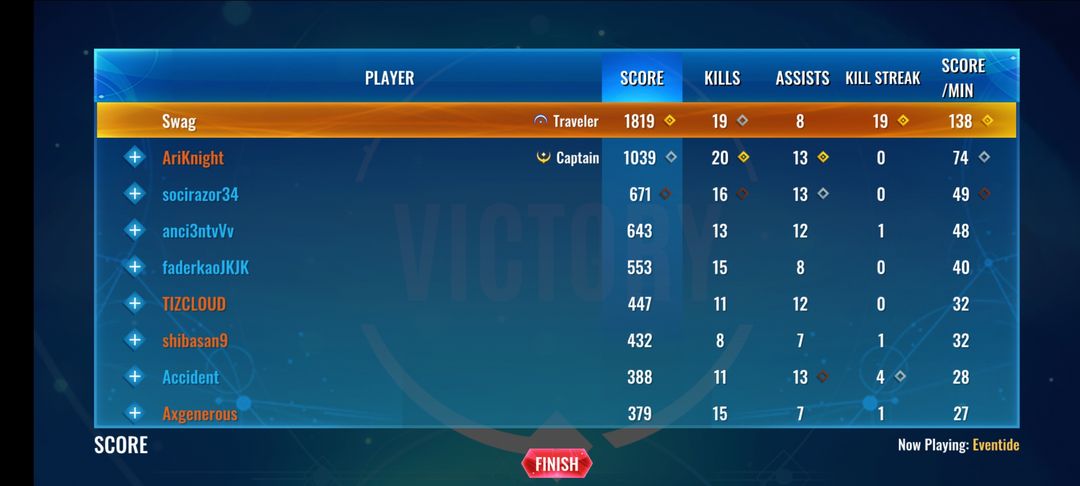 PLAYER SCORE KILLS ASSISTS KILL STREAK SCORE /MIN
Swag Traveler 1819 19 8 19 138
AriKnight Captain 1039 20 13 0 74
socirazor34 671 16 13 0 49
anci3ntvVv 643 13 12 1 48
faderkaoJKJK 553 15 8 0 40
TIZCLOUD 447 11 12 0 32
shibasan9 432 8 7 1 32
Accident 388 11 13 4 28
Axgenerous 379 15 7 1 27
VICTORY
SCORE
Now Playing: Eventide
FINISH